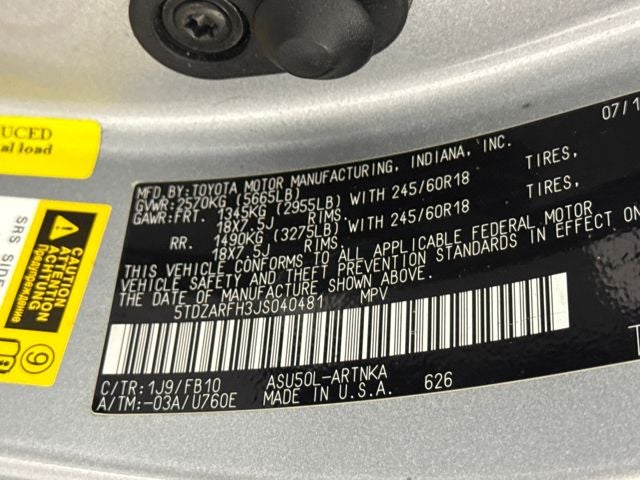 07/1
MFD.BY:TOYOTA MOTOR MANUFACTURING, INDIANA, INC.
GVWR:2570KG (5665LB)
GAWR:FRT. 1345KG (2955LB) WITH 245/60R18 TIRES,
18X7.5J RIMS,
RR. 1490KG (3275LB) WITH 245/60R18 TIRES,
18X7.5J RIMS,
THIS VEHICLE CONFORMS TO ALL APPLICABLE FEDERAL MOTOR
VEHICLE SAFETY AND THEFT PREVENTION STANDARDS IN EFFECT ON
THE DATE OF MANUFACTURE SHOWN ABOVE.
5TDZARFH3JS040481 MPV
C/TR:1J9/FB10 ASU50L-ARTNKA
A/TM:-03A/U760E MADE IN U.S.A. 626
UCED
al load
CAUTION
ATTENTION
ACHTUNG
Предупреждение
SRS SIDE
9